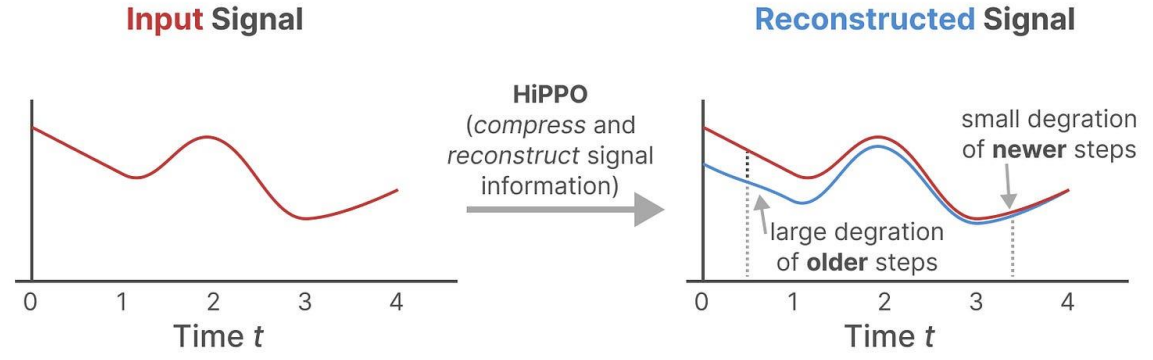 Input Signal
Reconstructed Signal
HiPPO
(compress and
reconstruct signal
information)
small degration
of newer steps
large degration
of older steps
0 1 2 3 4
Time t
0 1 2 3 4
Time t